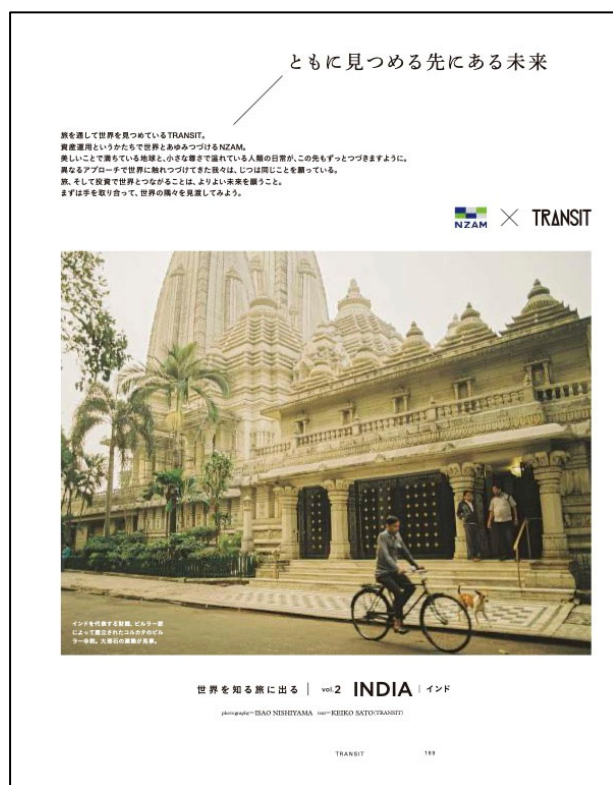 ともに見つめる先にある未来
旅を通して世界を見つめているTRANSIT。
資産運用というかたちで世界とあゆみつづけるNZAM。
美しいことで満ちている地球と、小さな尊さで溢れている人類の日常が、この先もずっとつづきますように。
異なるアプローチで世界に触れつづけてきた我々は、じつは同じことを願っている。
旅、そして投資で世界とつながることは、よりよい未来を願うこと。
まずは手を取り合って、世界の隅々を見渡してみよう。
NZAM × TRANSIT
インドを代表する財閥、ビルラー家
によって建立されたコルカタのビル
ラー寺院。大理石の建築が見事。
世界を知る旅に出る | vol.2 INDIA | インド
photography=ISAO NISHIYAMA text=KEIKO SATO(TRANSIT)
TRANSIT 169